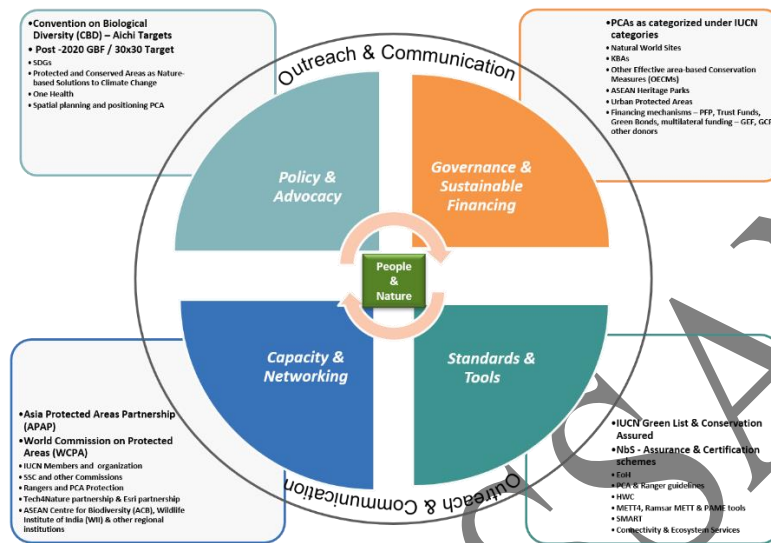 •Convention on Biological
Diversity (CBD) – Aichi Targets
• Post -2020 GBF / 30x30 Target
• SDGs
• Protected and Conserved Areas as Nature-
based Solutions to Climate Change
• One Health
• Spatial planning and positioning PCA
Outreach & Communication
•PCAs as categorized under IUCN
categories
• Natural World Sites
• KBAs
• Other Effective area-based Conservation
Measures (OECMs)
• ASEAN Heritage Parks
• Urban Protected Areas
• Financing mechanisms – PFP, Trust Funds,
Green Bonds, multilateral funding – GEF, GCF
other donors
Policy &
Advocacy
Governance &
Sustainable
Financing
People
&
Nature
Capacity &
Networking
Standards &
Tools
•Asia Protected Areas Partnership
(APAP)
•World Commission on Protected
Areas (WCPA)
•IUCN Members and organization
•SSC and other Commissions
•Rangers and PCA Protection
•Tech4Nature partnership & Esri partnership
•ASEAN Centre for Biodiversity (ACB), Wildlife
Institute of India (WII) & other regional
institutions
•IUCN Green List & Conservation
Assured
•NbS - Assurance & Certification
schemes
• EoH
• PCA & Ranger guidelines
• HWC
• METT4, Ramsar METT & PAME tools
• SMART
• Connectivity & Ecosystem Services
Outreach & Communication